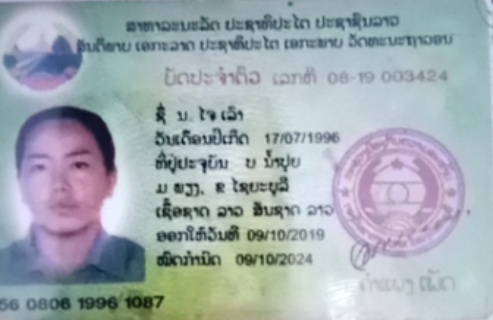 ສາທາລະນະລັດ ປະຊາທິປະໄຕ ປະຊາຊົນລາວ
ສັນຕິພາບ ເອກະລາດ ປະຊາທິປະໄຕ ເອກະພາບ ວັດທະນະຖາວອນ
ບັດປະຈຳຕົວ ເລກທີ 08-19 003424
ຊື່ ນ. ໄຈ ເລົ່າ
ວັນເດືອນປີເກີດ 17/07/1996
ທີ່ຢູ່ປະຈຸບັນ ບ ນ້ຳປຸຍ
ມ ພຽງ, ຂ ໄຊຍະບູລີ
ເຊື້ອຊາດ ລາວ ສັນຊາດ ລາວ
ອອກໃຫ້ວັນທີ 09/10/2019
ໝົດກຳນົດ 09/10/2024
56 0806 1996 1087